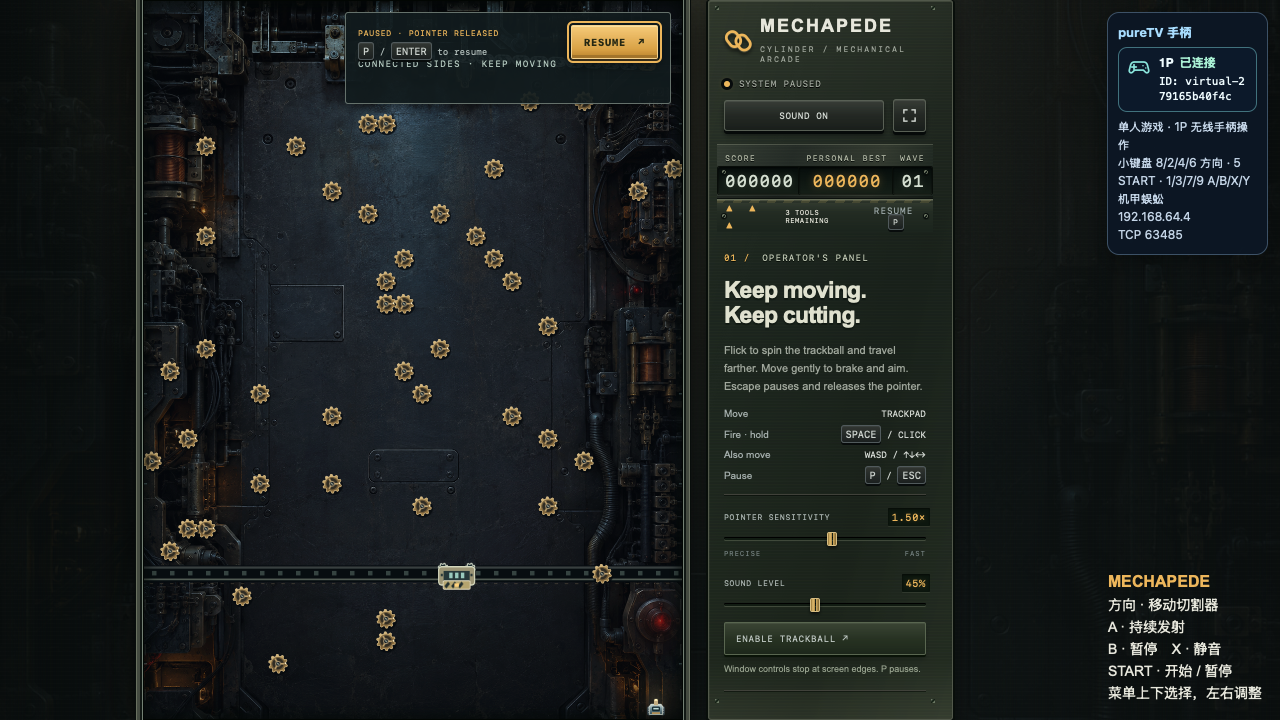 PAUSED · POINTER RELEASED
P / ENTER to resume
CONNECTED SIDES · KEEP MOVING
RESUME ↗
MECHAPEDE
CYLINDER / MECHANICAL
ARCADE
SYSTEM PAUSED
SOUND ON
SCORE PERSONAL BEST WAVE
000000 000000 01
3 TOOLS
REMAINING
RESUME
P
01 / OPERATOR'S PANEL
Keep moving.
Keep cutting.
Flick to spin the trackball and travel
farther. Move gently to brake and aim.
Escape pauses and releases the pointer.
Move TRACKPAD
Fire · hold SPACE / CLICK
Also move WASD / ↑↓←→
Pause P / ESC
POINTER SENSITIVITY 1.50×
PRECISE FAST
SOUND LEVEL 45%
ENABLE TRACKBALL ↗
Window controls stop at screen edges. P pauses.
pureTV 手柄
1P 已连接
ID: virtual-2
79165b40f4c
单人游戏 · 1P 无线手柄操
作
小键盘 8/2/4/6 方向 · 5
START · 1/3/7/9 A/B/X/Y
机甲蜈蚣
192.168.64.4
TCP 63485
MECHAPEDE
方向 · 移动切割器
A · 持续发射
B · 暂停 X · 静音
START · 开始 / 暂停
菜单上下选择，左右调整